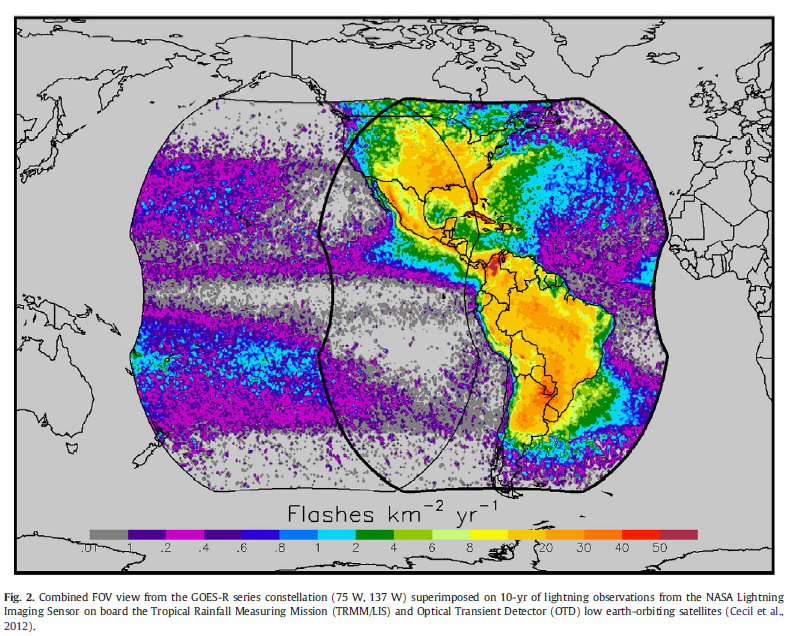 Flashes km⁻² yr⁻¹
.01 .1 .2 .4 .6 .8 1 2 4 6 8 10 20 30 40 50
Fig. 2. Combined FOV view from the GOES-R series constellation (75 W, 137 W) superimposed on 10-yr of lightning observations from the NASA Lightning
Imaging Sensor on board the Tropical Rainfall Measuring Mission (TRMM/LIS) and Optical Transient Detector (OTD) low earth-orbiting satellites (Cecil et al.,
2012).